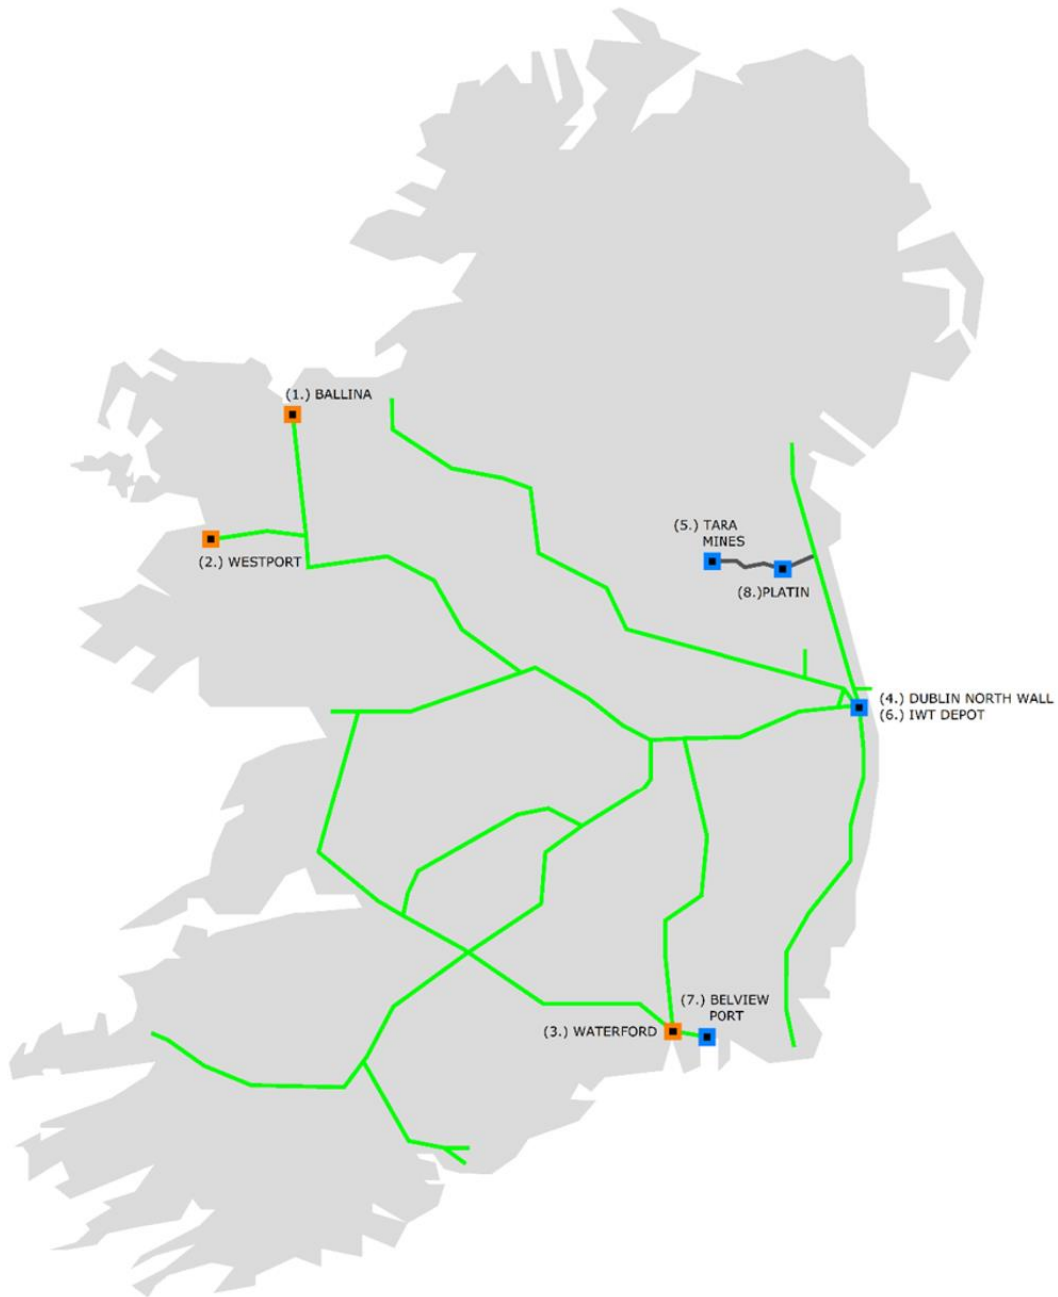 (1.) BALLINA
(5.) TARA
MINES
(2.) WESTPORT
(8.)PLATIN
(4.) DUBLIN NORTH WALL
(6.) IWT DEPOT
(7.) BELVIEW
PORT
(3.) WATERFORD